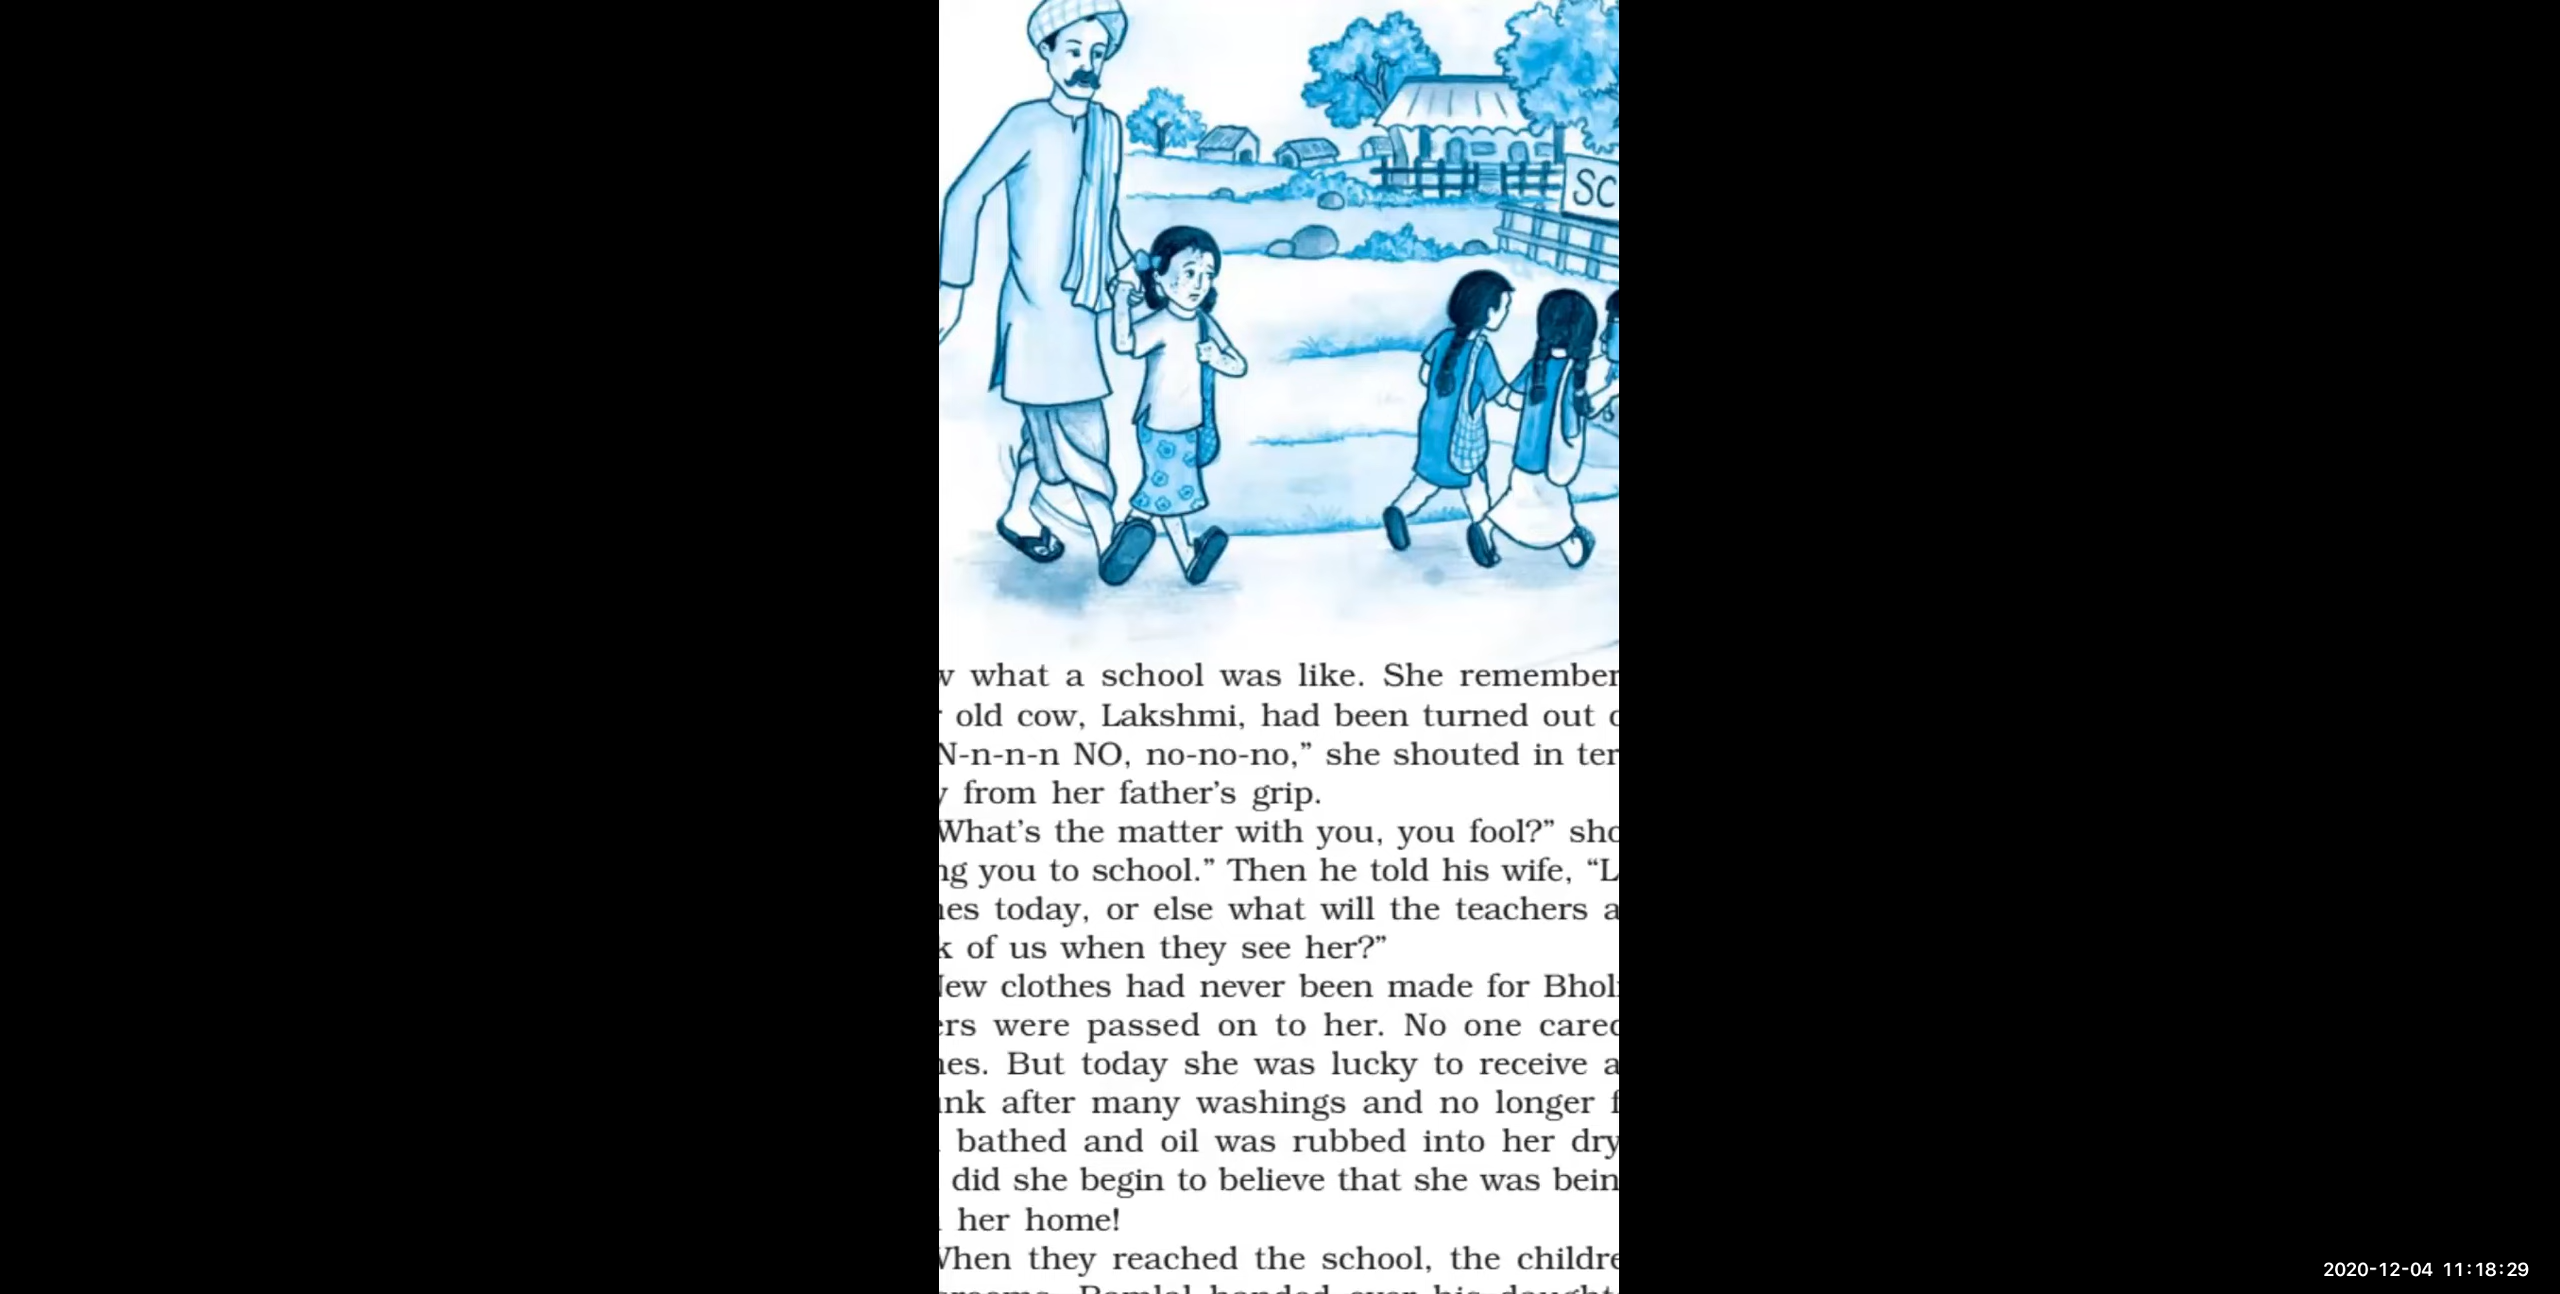 SC
what a school was like. She remember
old cow, Lakshmi, had been turned out
N-n-n-n NO, no-no-no,” she shouted in ter
from her father’s grip.
What’s the matter with you, you fool?” sho
ng you to school.” Then he told his wife, “L
es today, or else what will the teachers a
k of us when they see her?”
ew clothes had never been made for Bholi
ers were passed on to her. No one cared
es. But today she was lucky to receive a
nk after many washings and no longer f
bathed and oil was rubbed into her dry
did she begin to believe that she was bein
her home!
When they reached the school, the childre
2020-12-04 11:18:29